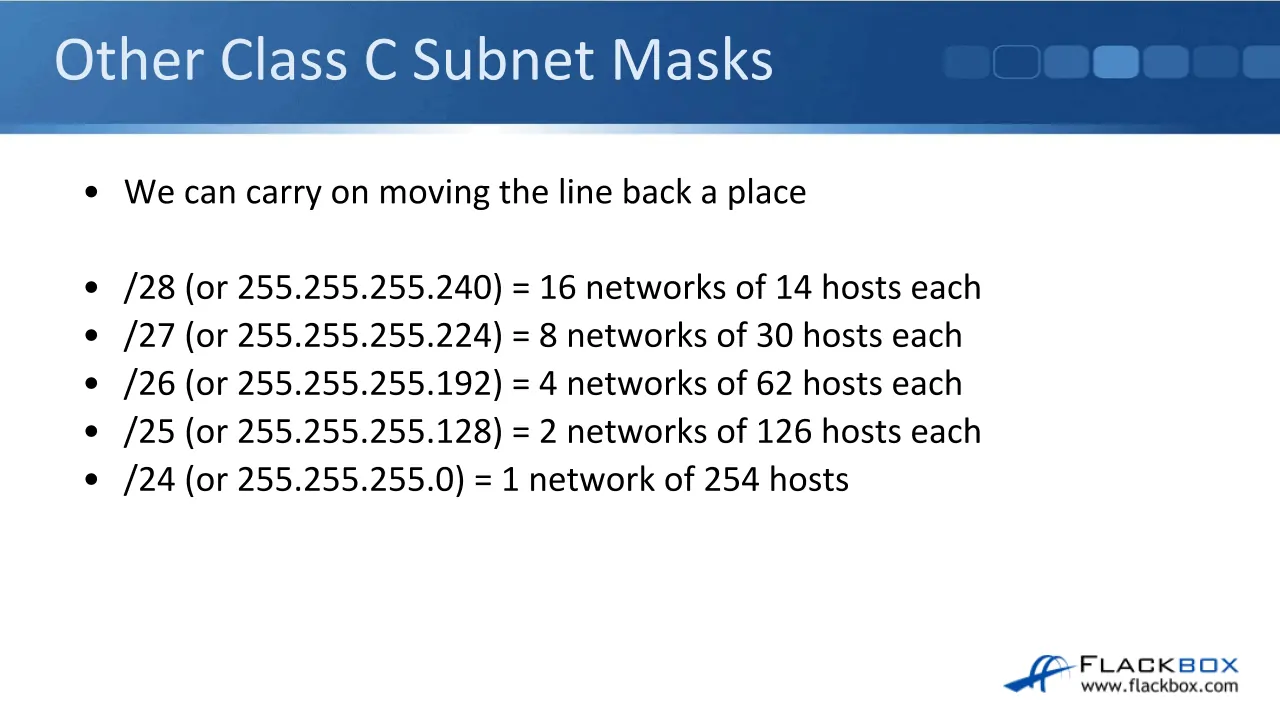 Other Class C Subnet Masks
• We can carry on moving the line back a place
• /28 (or 255.255.255.240) = 16 networks of 14 hosts each
• /27 (or 255.255.255.224) = 8 networks of 30 hosts each
• /26 (or 255.255.255.192) = 4 networks of 62 hosts each
• /25 (or 255.255.255.128) = 2 networks of 126 hosts each
• /24 (or 255.255.255.0) = 1 network of 254 hosts
FLACKBOX
www.flackbox.com